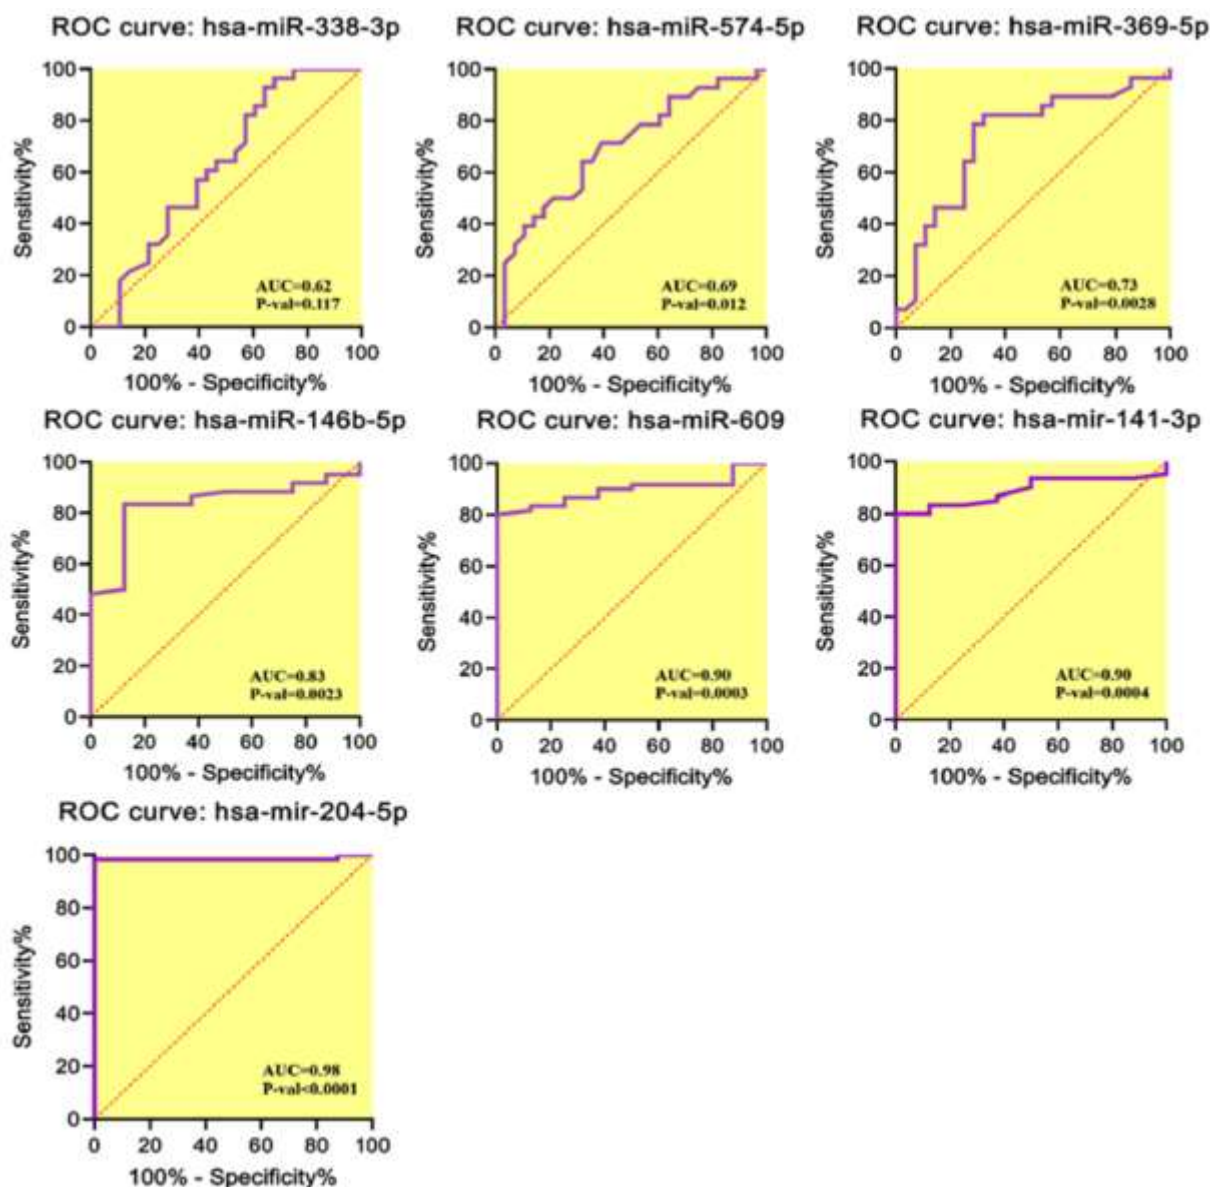 ROC curve: hsa-miR-338-3p
Sensitivity%
100
80
60
40
20
0
AUC=0.62
P-val=0.117
0 20 40 60 80 100
100% - Specificity%
ROC curve: hsa-miR-574-5p
Sensitivity%
100
80
60
40
20
0
AUC=0.69
P-val=0.012
0 20 40 60 80 100
100% - Specificity%
ROC curve: hsa-miR-369-5p
Sensitivity%
100
80
60
40
20
0
AUC=0.73
P-val=0.0028
0 20 40 60 80 100
100% - Specificity%
ROC curve: hsa-miR-146b-5p
Sensitivity%
100
80
60
40
20
0
AUC=0.83
P-val=0.0023
0 20 40 60 80 100
100% - Specificity%
ROC curve: hsa-miR-609
Sensitivity%
100
80
60
40
20
0
AUC=0.90
P-val=0.0003
0 20 40 60 80 100
100% - Specificity%
ROC curve: hsa-mir-141-3p
Sensitivity%
100
80
60
40
20
0
AUC=0.90
P-val=0.0004
0 20 40 60 80 100
100% - Specificity%
ROC curve: hsa-mir-204-5p
Sensitivity%
100
80
60
40
20
0
AUC=0.98
P-val<0.0001
0 20 40 60 80 100
100% - Specificity%